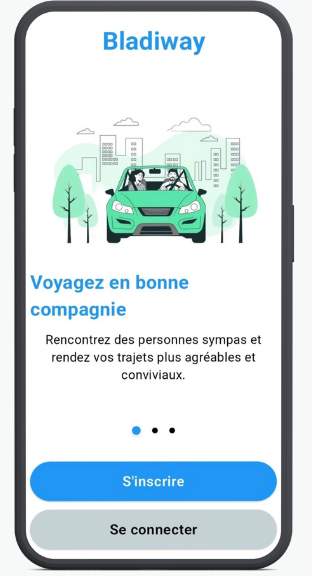 Bladiway
Voyagez en bonne
compagnie
Rencontrez des personnes sympas et
rendez vos trajets plus agréables et
conviviaux.
S'inscrire
Se connecter